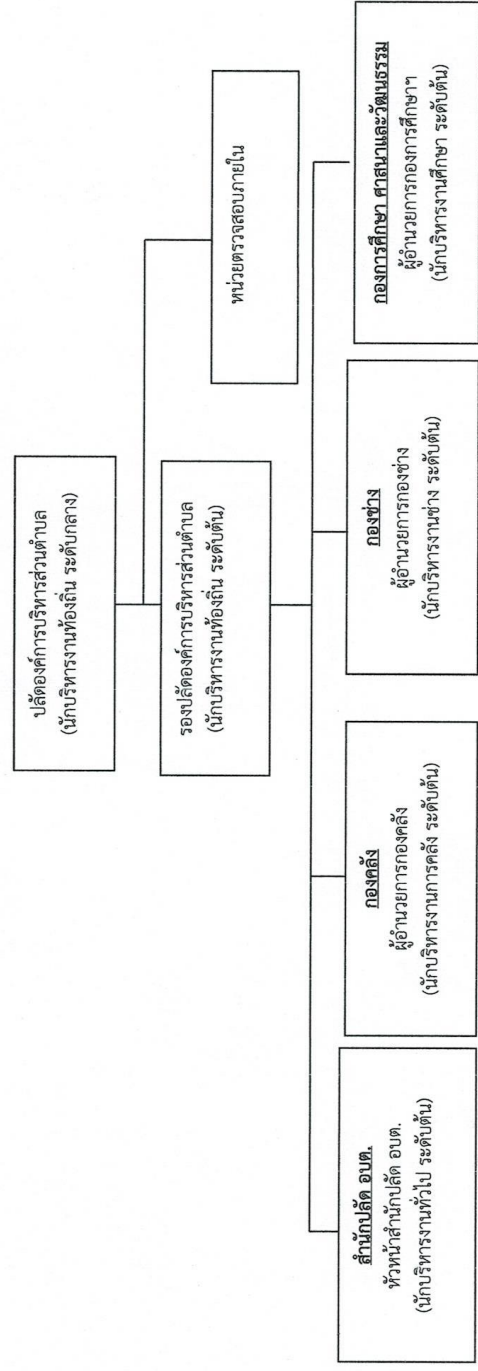 ปลัดองค์การบริหารส่วนตำบล
(นักบริหารงานท้องถิ่น ระดับกลาง)
หน่วยตรวจสอบภายใน
รองปลัดองค์การบริหารส่วนตำบล
(นักบริหารงานท้องถิ่น ระดับต้น)
สำนักปลัด อบต.
หัวหน้าสำนักปลัด อบต.
(นักบริหารงานทั่วไป ระดับต้น)
กองคลัง
ผู้อำนวยการกองคลัง
(นักบริหารงานการคลัง ระดับต้น)
กองช่าง
ผู้อำนวยการกองช่าง
(นักบริหารงานช่าง ระดับต้น)
กองการศึกษา ศาสนาและวัฒนธรรม
ผู้อำนวยการกองการศึกษาฯ
(นักบริหารงานศึกษา ระดับต้น)